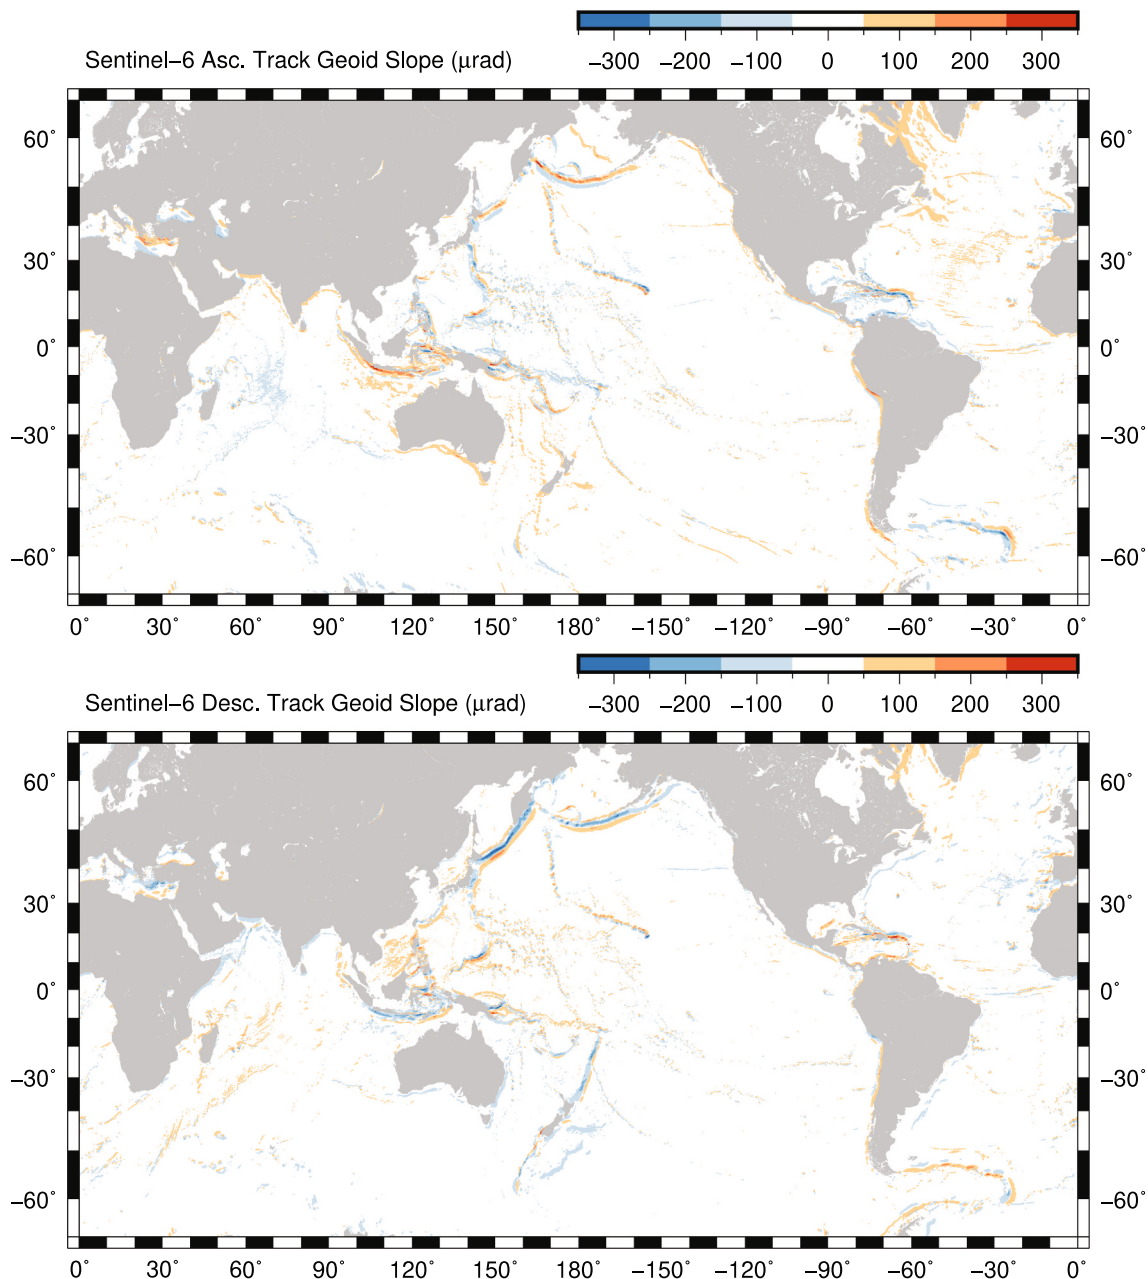 Sentinel−6 Asc. Track Geoid Slope (μrad)
−300 −200 −100 0 100 200 300
60˚ 60˚
30˚ 30˚
0˚ 0˚
−30˚ −30˚
−60˚ −60˚
0˚ 30˚ 60˚ 90˚ 120˚ 150˚ 180˚ −150˚ −120˚ −90˚ −60˚ −30˚ 0˚
Sentinel−6 Desc. Track Geoid Slope (μrad)
−300 −200 −100 0 100 200 300
60˚ 60˚
30˚ 30˚
0˚ 0˚
−30˚ −30˚
−60˚ −60˚
0˚ 30˚ 60˚ 90˚ 120˚ 150˚ 180˚ −150˚ −120˚ −90˚ −60˚ −30˚ 0˚